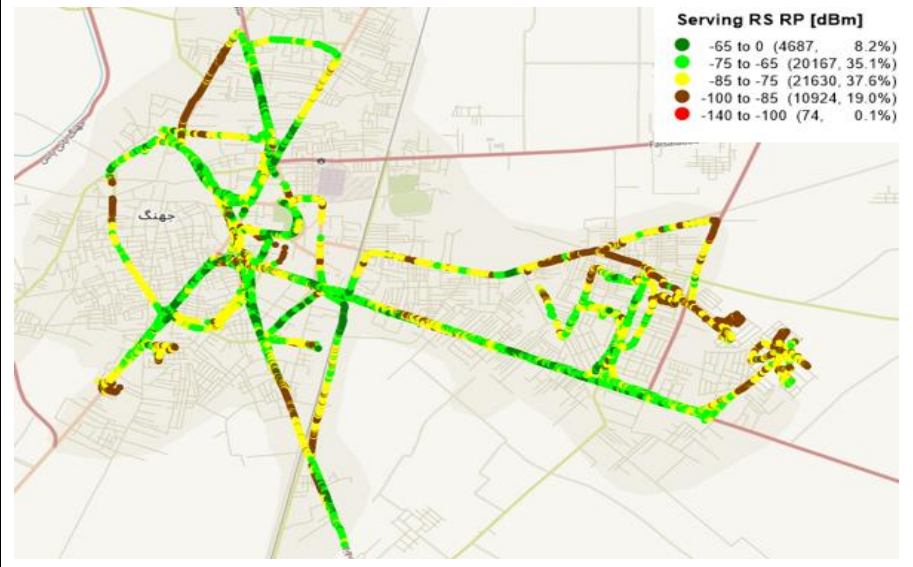 Serving RS RP [dBm]
-65 to 0 (4687, 8.2%)
-75 to -65 (20167, 35.1%)
-85 to -75 (21630, 37.6%)
-100 to -85 (10924, 19.0%)
-140 to -100 (74, 0.1%)
جھنگ